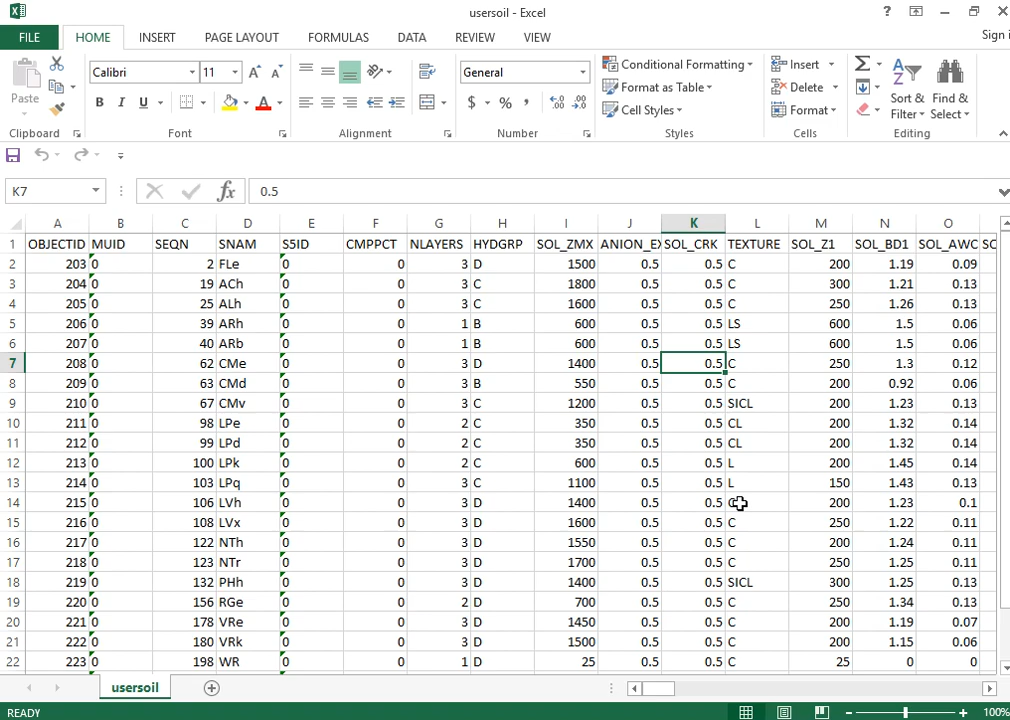 usersoil - Excel
FILE HOME INSERT PAGE LAYOUT FORMULAS DATA REVIEW VIEW Sign i
Paste Calibri 11 General Conditional Formatting Insert
B I U $ % , Format as Table Delete Sort & Find &
Cell Styles Format Filter Select
Clipboard Font Alignment Number Styles Cells Editing
K7 fx 0.5
A B C D E F G H I J K L M N O
1 OBJECTID MUID SEQN SNAM S5ID CMPPCT NLAYERS HYDGRP SOL_ZMX ANION_EX SOL_CRK TEXTURE SOL_Z1 SOL_BD1 SOL_AWC SC
2 203 0 2 FLe 0 0 3 D 1500 0.5 0.5 C 200 1.19 0.09
3 204 0 19 ACh 0 0 3 C 1800 0.5 0.5 C 300 1.21 0.13
4 205 0 25 ALh 0 0 3 C 1600 0.5 0.5 C 250 1.26 0.13
5 206 0 39 ARh 0 0 1 B 600 0.5 0.5 LS 600 1.5 0.06
6 207 0 40 ARb 0 0 1 B 600 0.5 0.5 LS 600 1.5 0.06
7 208 0 62 CMe 0 0 3 D 1400 0.5 0.5 C 250 1.3 0.12
8 209 0 63 CMd 0 0 3 B 550 0.5 0.5 C 200 0.92 0.06
9 210 0 67 CMv 0 0 3 C 1200 0.5 0.5 SICL 200 1.23 0.13
10 211 0 98 LPe 0 0 2 C 350 0.5 0.5 CL 200 1.32 0.14
11 212 0 99 LPd 0 0 2 C 350 0.5 0.5 CL 200 1.32 0.14
12 213 0 100 LPk 0 0 2 C 600 0.5 0.5 L 200 1.45 0.14
13 214 0 103 LPq 0 0 3 C 1100 0.5 0.5 L 150 1.43 0.13
14 215 0 106 LVh 0 0 3 D 1400 0.5 0.5 200 1.23 0.1
15 216 0 108 LVx 0 0 3 D 1600 0.5 0.5 C 250 1.22 0.11
16 217 0 122 NTh 0 0 3 D 1550 0.5 0.5 C 200 1.24 0.11
17 218 0 123 NTr 0 0 3 D 1700 0.5 0.5 C 250 1.25 0.11
18 219 0 132 PHh 0 0 3 D 1400 0.5 0.5 SICL 300 1.25 0.13
19 220 0 156 RGe 0 0 2 D 700 0.5 0.5 C 250 1.34 0.13
20 221 0 178 VRe 0 0 3 D 1450 0.5 0.5 C 200 1.19 0.07
21 222 0 180 VRk 0 0 3 D 1500 0.5 0.5 C 200 1.15 0.06
22 223 0 198 WR 0 0 1 D 25 0.5 0.5 C 25 0 0
usersoil
READY 100%